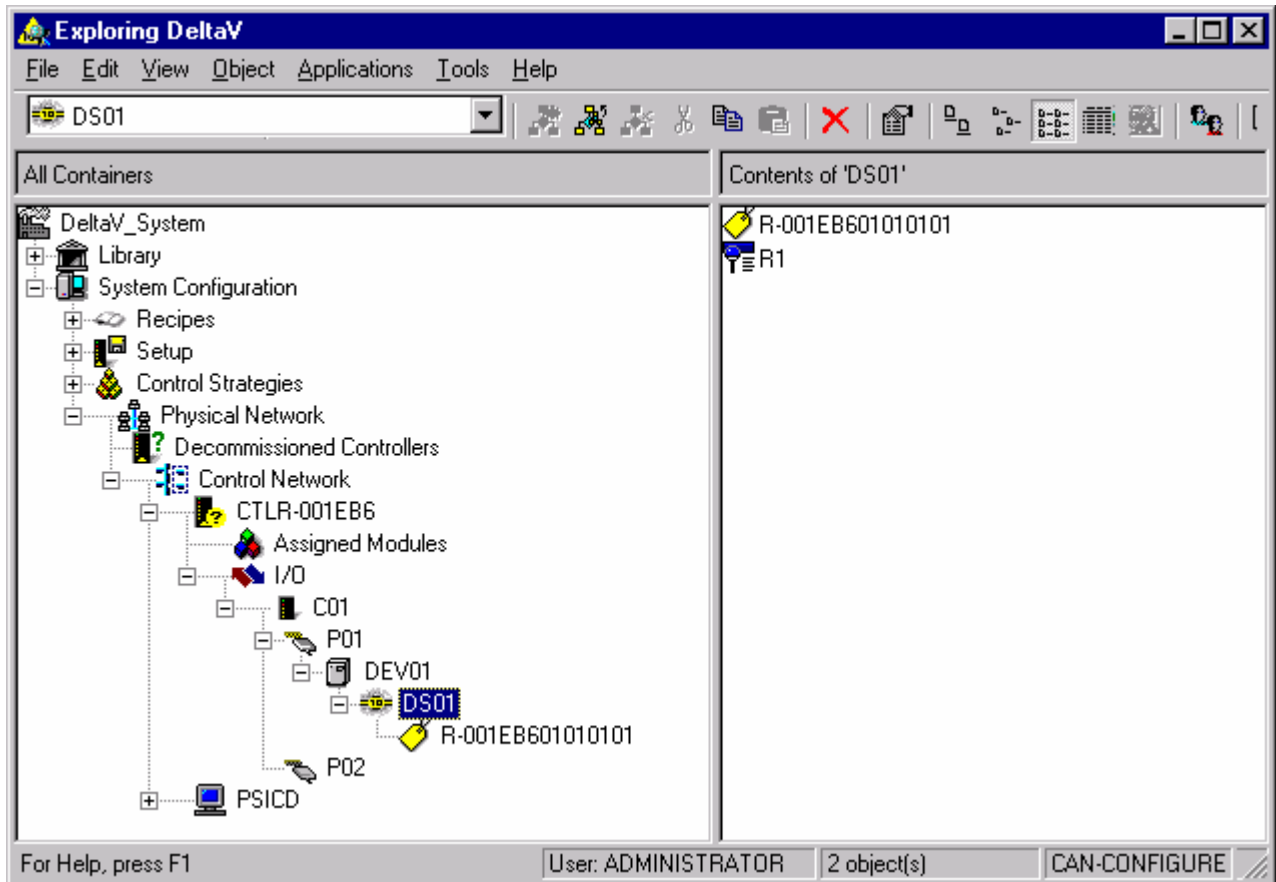 Exploring DeltaV
File Edit View Object Applications Tools Help
DS01
All Containers
Contents of 'DS01'
DeltaV_System
Library
System Configuration
Recipes
Setup
Control Strategies
Physical Network
Decommissioned Controllers
Control Network
CTLR-001EB6
Assigned Modules
I/O
C01
P01
DEV01
DS01
R-001EB601010101
P02
PSICD
R-001EB601010101
R1
For Help, press F1
User: ADMINISTRATOR
2 object(s)
CAN-CONFIGURE